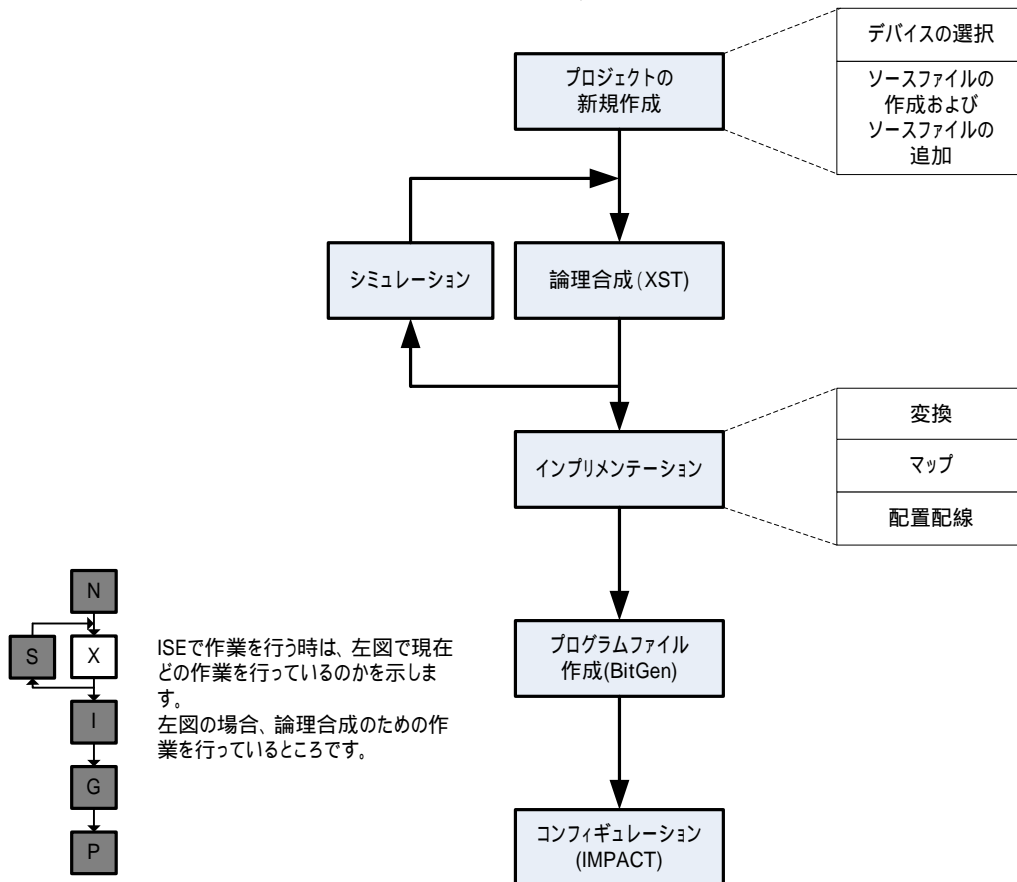 デバイスの選択
プロジェクトの
新規作成
ソースファイルの
作成および
ソースファイルの
追加
シミュレーション
論理合成(XST)
変換
インプリメンテーション
マップ
配置配線
N
S
X
I
G
P
ISEで作業を行う時は、左図で現在
どの作業を行っているのかを示しま
す。
左図の場合、論理合成のための作
業を行っているところです。
プログラムファイル
作成(BitGen)
コンフィギュレーション
(IMPACT)